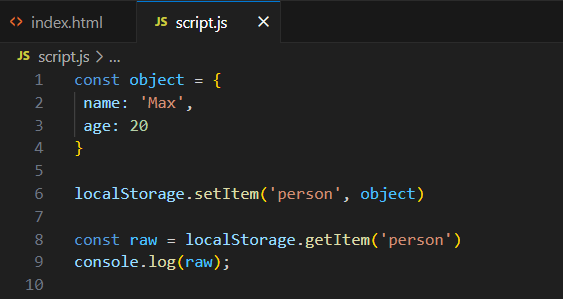 <> index.html JS script.js ×
JS script.js > ...
1 const object = {
2 name: 'Max',
3 age: 20
4 }
5
6 localStorage.setItem('person', object)
7
8 const raw = localStorage.getItem('person')
9 console.log(raw);
10